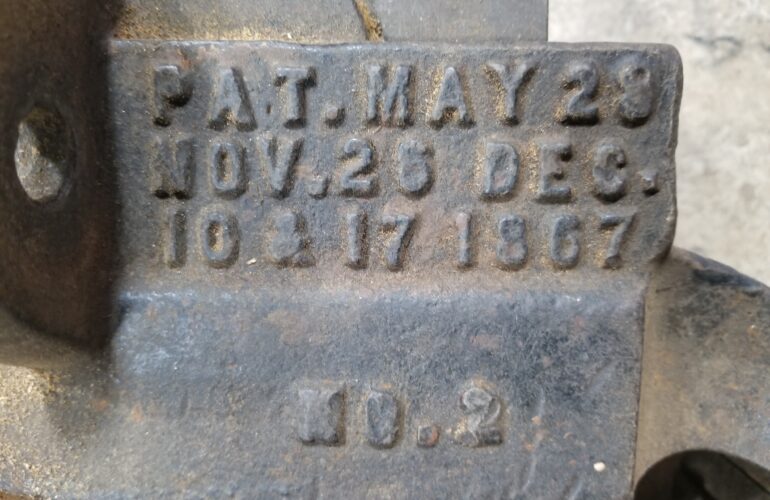 PAT. MAY 28
NOV. 26 DEC.
10 & 17 1867
NO. 2